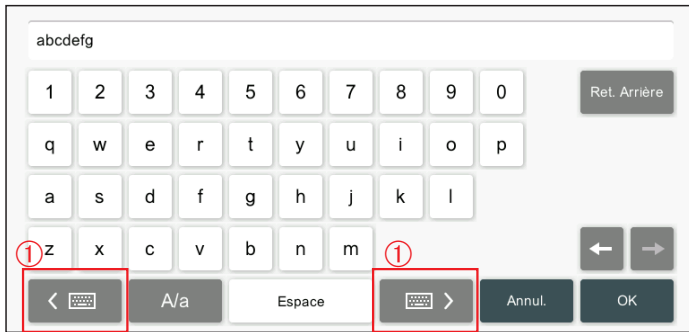 abcdefg
1 2 3 4 5 6 7 8 9 0 Ret. Arrière
q w e r t y u i o p
a s d f g h j k l
① z x c v b n m ①
< A/a Espace > Annul. OK